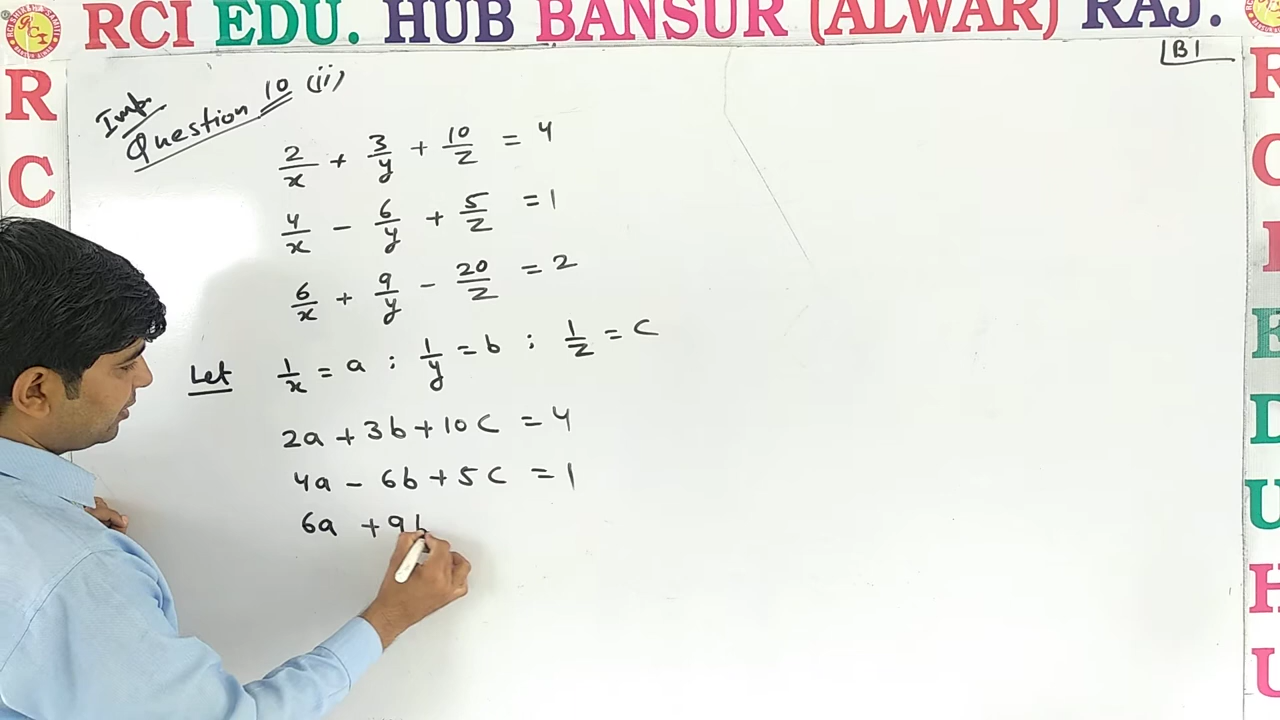 RCI EDU. HUB BANSUR (ALWAR) RAJ.
B1
Imp.
Question 10 (ii)
2/x + 3/y + 10/z = 4
4/x - 6/y + 5/z = 1
6/x + 9/y - 20/z = 2
Let 1/x = a ; 1/y = b ; 1/z = c
2a + 3b + 10c = 4
4a - 6b + 5c = 1
6a + 9b
R
C
R
C
I
E
D
U
H
U